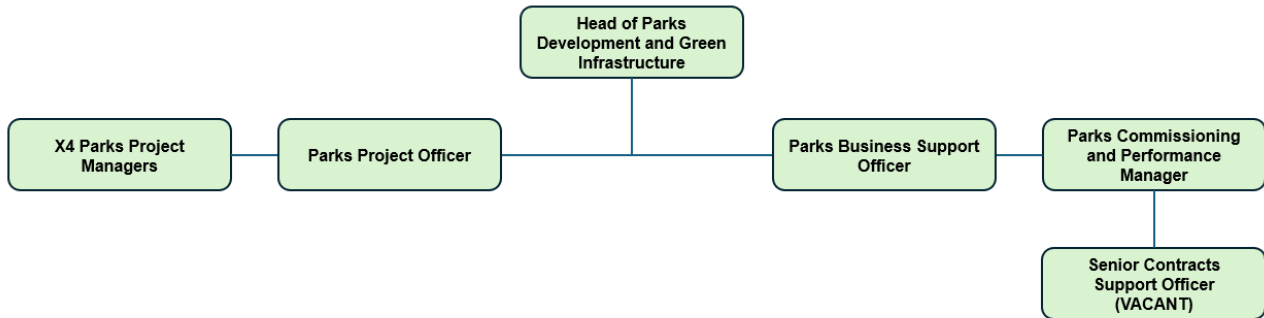 Head of Parks
Development and Green
Infrastructure
X4 Parks Project
Managers
Parks Project Officer
Parks Business Support
Officer
Parks Commissioning
and Performance
Manager
Senior Contracts
Support Officer
(VACANT)